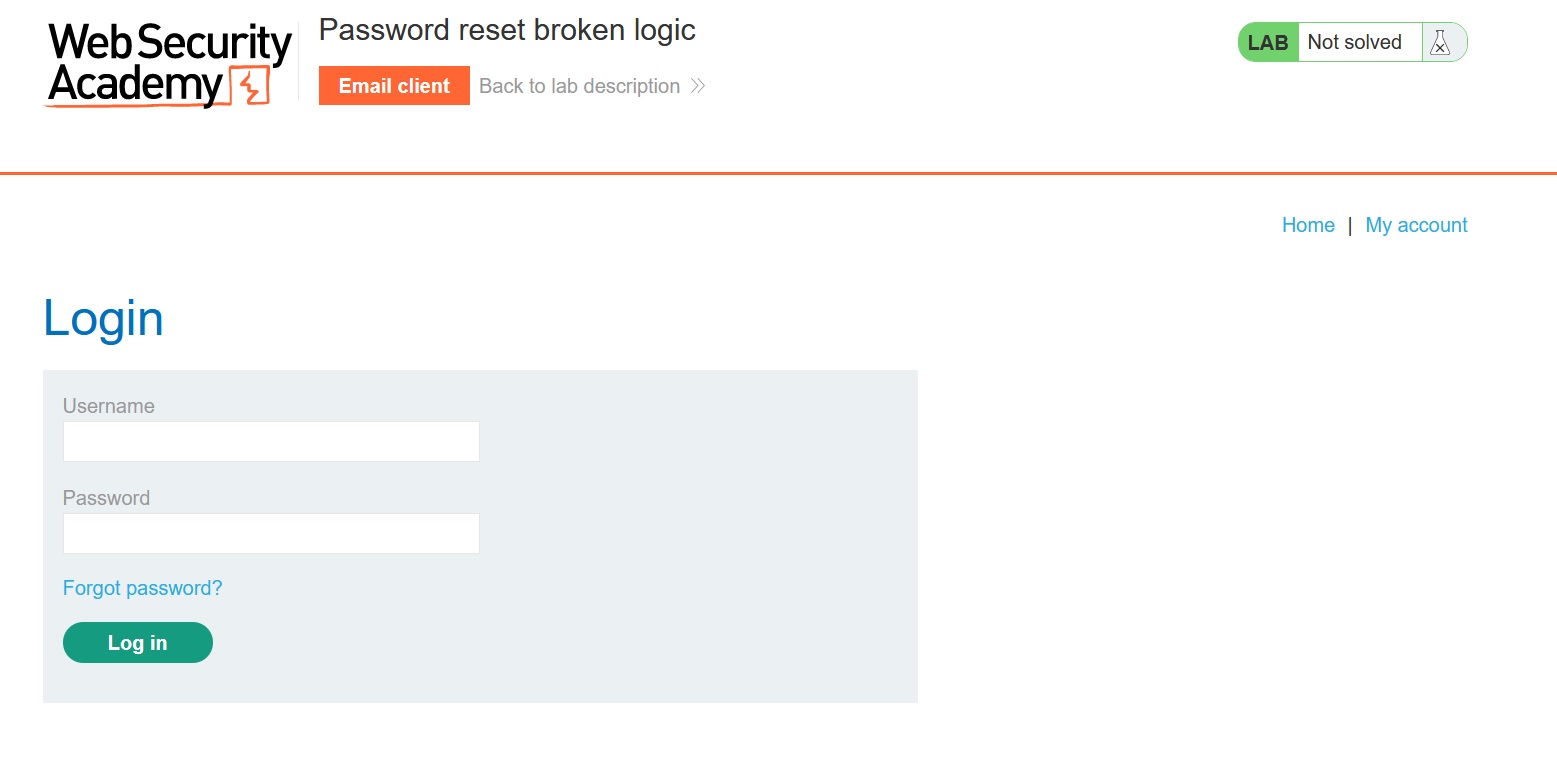 Web Security
Academy
Password reset broken logic
Email client
Back to lab description
LAB
Not solved
Home | My account
Login
Username
Password
Forgot password?
Log in